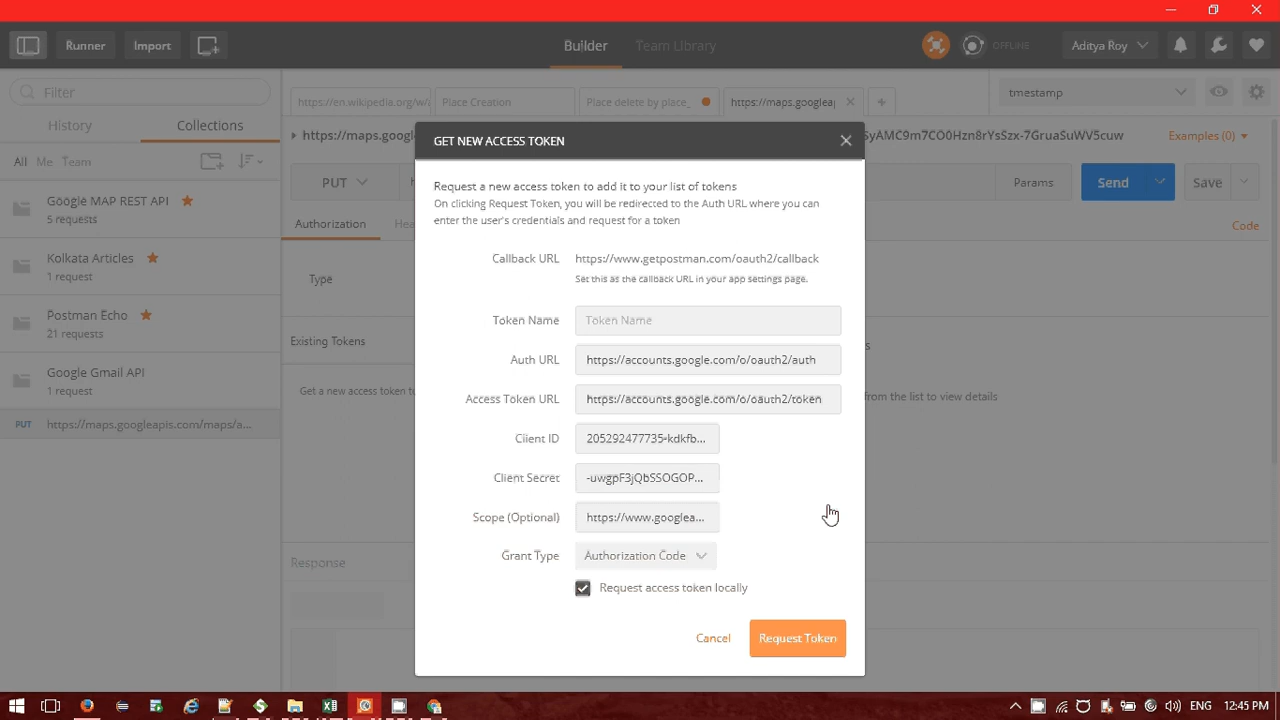 Runner
Import
Builder
Team Library
OFFLINE
Aditya Roy
Filter
https://en.wikipedia.org/w/a
Place Creation
Place delete by place_
https://maps.googleap
tmestamp
History
Collections
https://maps.goog
Examples (0)
All Me Team
PUT
Params
Send
Save
Google MAP REST API
5 requests
Authorization
Code
Kolkata Articles
1 request
Type
Postman Echo
21 requests
Existing Tokens
Google Gmail API
1 request
Get a new access token to
from the list to view details
PUT https://maps.googleapis.com/maps/a...
Response
GET NEW ACCESS TOKEN
Request a new access token to add it to your list of tokens
On clicking Request Token, you will be redirected to the Auth URL where you can
enter the user's credentials and request for a token
Callback URL https://www.getpostman.com/oauth2/callback
Set this as the callback URL in your app settings page.
Token Name Token Name
Auth URL https://accounts.google.com/o/oauth2/auth
Access Token URL https://accounts.google.com/o/oauth2/token
Client ID 205292477735-kdkfb...
Client Secret -uwgpF3jQbSSOGOP...
Scope (Optional) https://www.googlea...
Grant Type Authorization Code
Request access token locally
Cancel
Request Token
ENG 12:45 PM